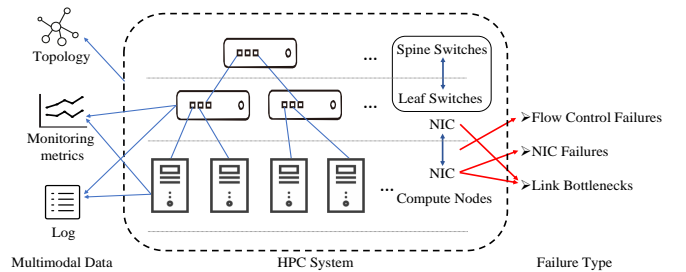 Topology
Monitoring
metrics
Log
Multimodal Data
...
Spine Switches
...
Leaf Switches
NIC
NIC
...
Compute Nodes
HPC System
➢Flow Control Failures
➢NIC Failures
➢Link Bottlenecks
Failure Type